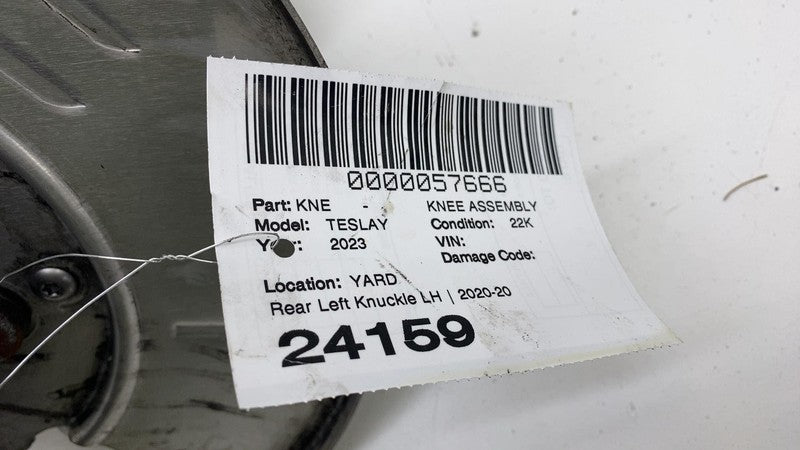 0000057666
Part: KNE - KNEE ASSEMBLY
Model: TESLAY Condition: 22K
Year: 2023 VIN:
Damage Code:
Location: YARD
Rear Left Knuckle LH | 2020-20
24159